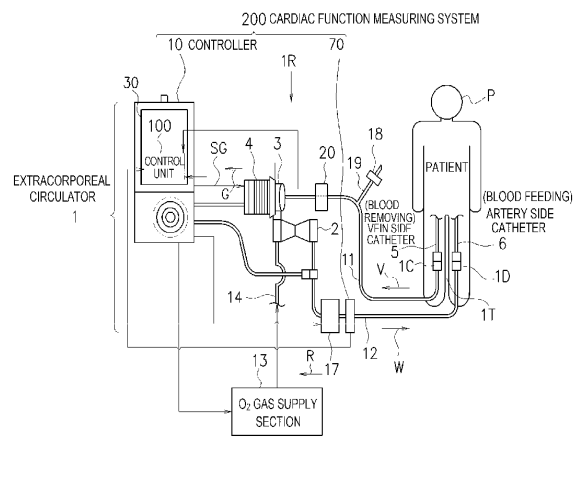 200 CARDIAC FUNCTION MEASURING SYSTEM
10 CONTROLLER
70
1R
30
P
100
CONTROL
UNIT
SG
4
3
20
19
18
PATIENT
G
EXTRACORPOREAL
CIRCULATOR
1
2
(BLOOD
REMOVING)
VEIN SIDE
CATHETER
(BLOOD FEEDING)
ARTERY SIDE
CATHETER
5
6
11
1C
1D
V
14
1T
17
12
W
13
R
O2 GAS SUPPLY
SECTION